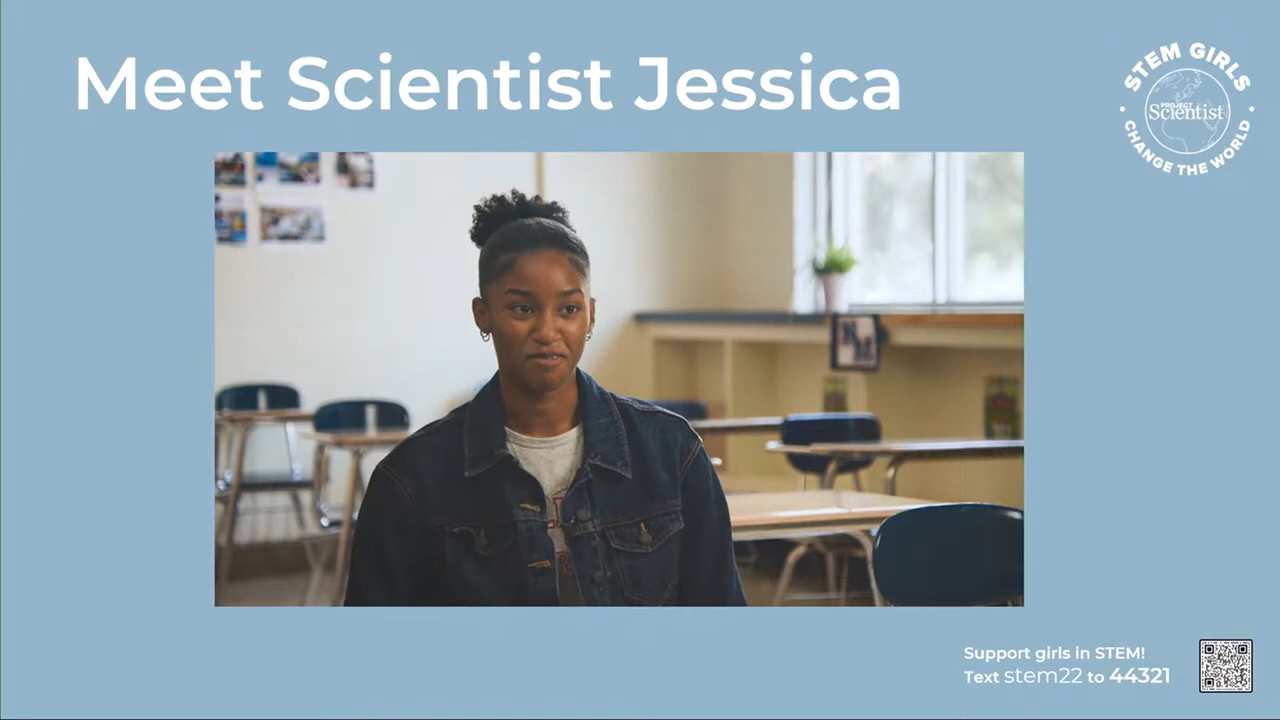 Meet Scientist Jessica
STEM GIRLS
PROJECT
Scientist
CHANGE THE WORLD
Support girls in STEM!
Text stem22 to 44321